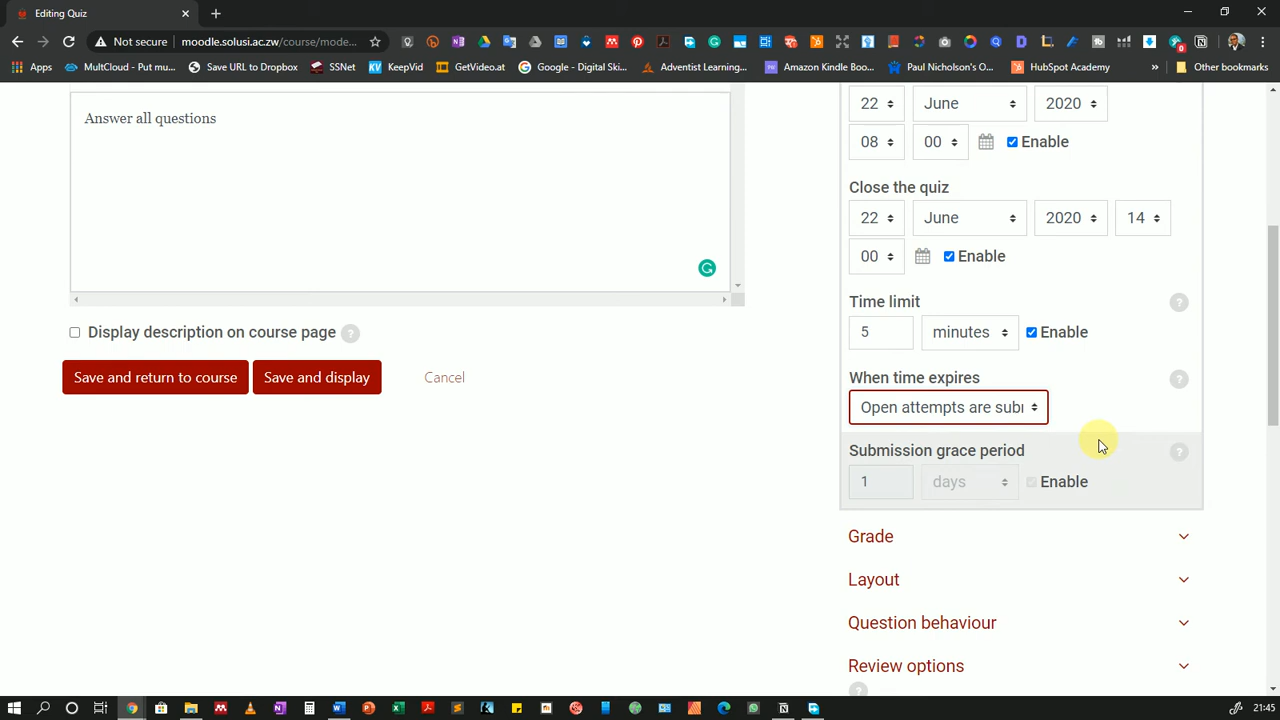 Editing Quiz
Not secure | moodle.solusi.ac.zw/course/mode...
Apps
MultCloud - Put mu...
Save URL to Dropbox
SSNet
KeepVid
GetVideo.at
Google - Digital Ski...
Adventist Learning...
Amazon Kindle Boo...
Paul Nicholson's O...
HubSpot Academy
»
Other bookmarks
Answer all questions
Display description on course page ?
Save and return to course
Save and display
Cancel
22 June 2020
08 00 Enable
Close the quiz
22 June 2020 14
00 Enable
Time limit ?
5 minutes Enable
When time expires ?
Open attempts are subr
Submission grace period ?
1 days Enable
Grade
Layout
Question behaviour
Review options
?
21:45